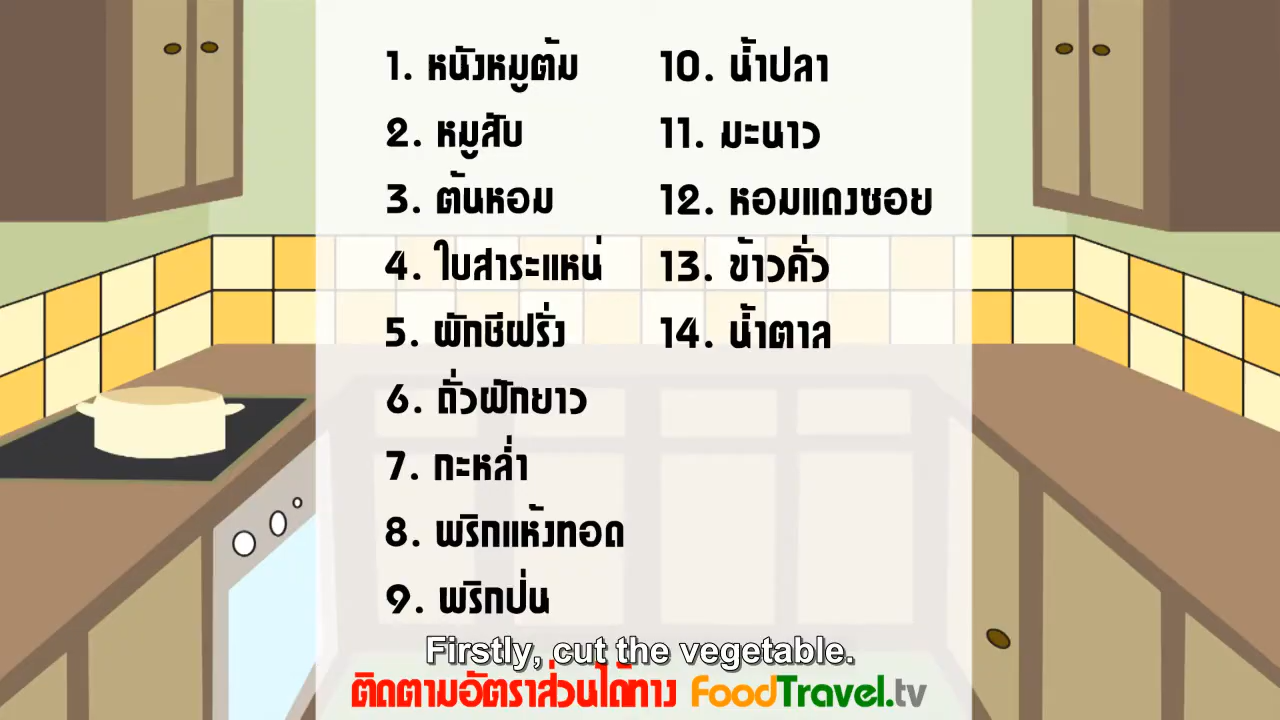 1. หนังหมูต้ม
2. หมูสับ
3. ต้นหอม
4. ใบสาระแหน่
5. ผักชีฝรั่ง
6. ถั่วฝักยาว
7. กะหล่ำ
8. พริกแห้งทอด
9. พริกป่น
10. น้ำปลา
11. มะนาว
12. หอมแดงซอย
13. ข้าวคั่ว
14. น้ำตาล
Firstly, cut the vegetable.
ติดตามอัตราส่วนได้ทาง FoodTravel.tv